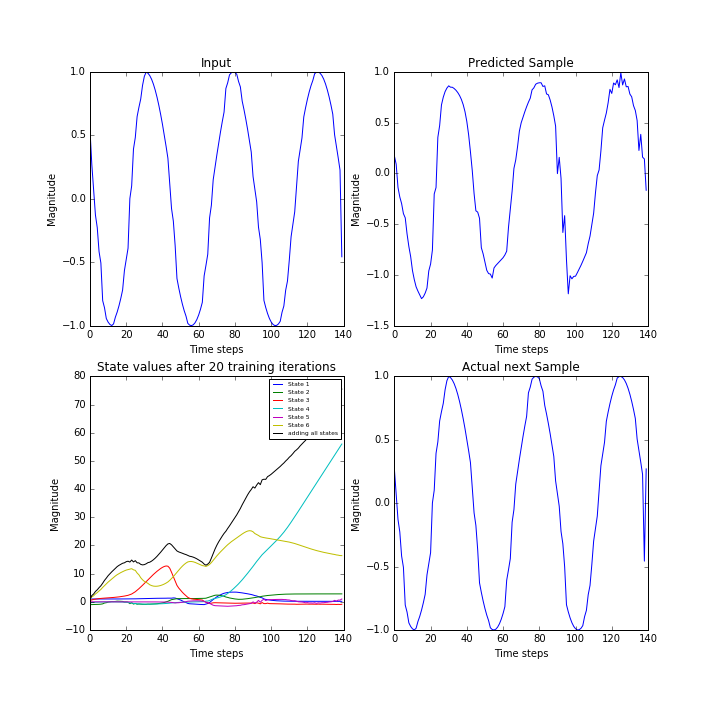 Input
Magnitude
1.0
0.5
0.0
−0.5
−1.0
0 20 40 60 80 100 120 140
Time steps
Predicted Sample
Magnitude
1.0
0.5
0.0
−0.5
−1.0
−1.5
0 20 40 60 80 100 120 140
Time steps
State values after 20 training iterations
Magnitude
80
70
60
50
40
30
20
10
0
−10
State 1
State 2
State 3
State 4
State 5
State 6
adding all states
0 20 40 60 80 100 120 140
Time steps
Actual next Sample
Magnitude
1.0
0.5
0.0
−0.5
−1.0
0 20 40 60 80 100 120 140
Time steps